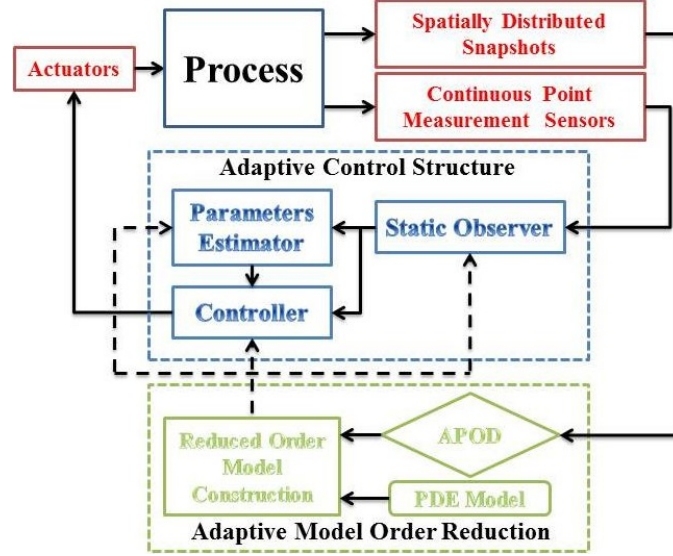 Spatially Distributed
Snapshots
Actuators
Process
Continuous Point
Measurement Sensors
Adaptive Control Structure
Parameters
Estimator
Static Observer
Controller
Reduced Order
Model
Construction
APOD
PDE Model
Adaptive Model Order Reduction